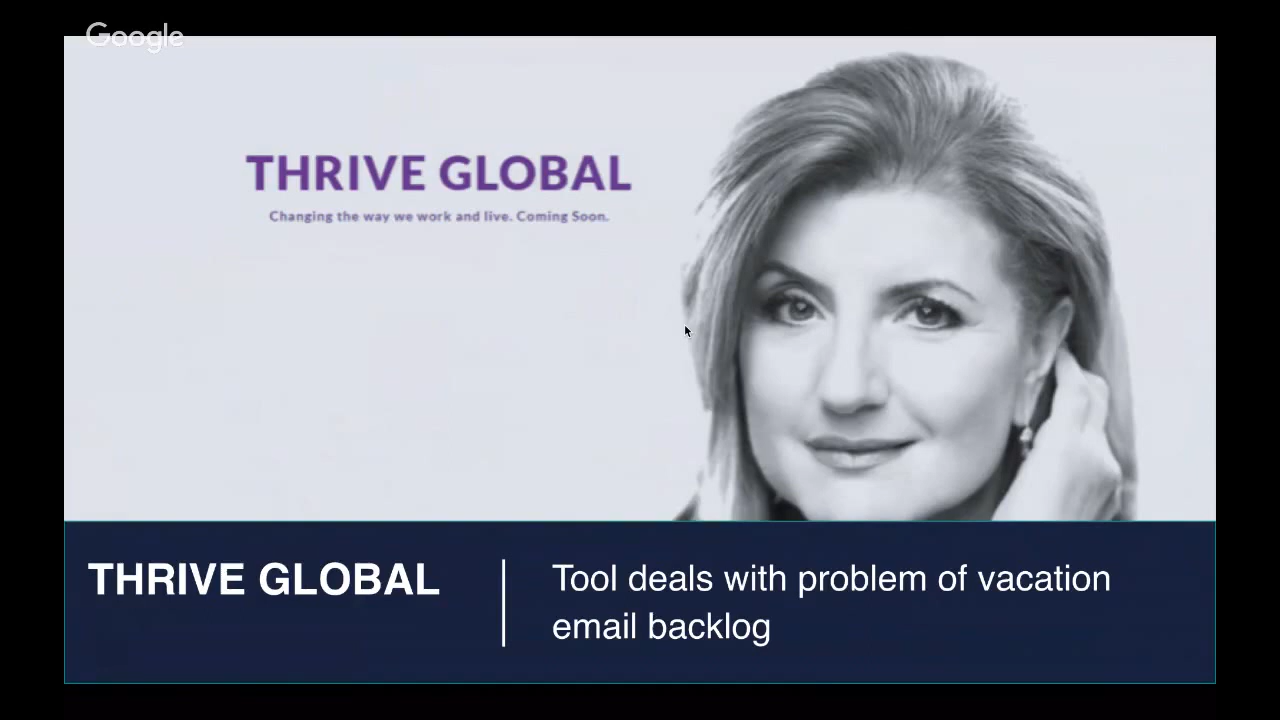 Google
THRIVE GLOBAL
Changing the way we work and live. Coming Soon.
THRIVE GLOBAL
Tool deals with problem of vacation
email backlog